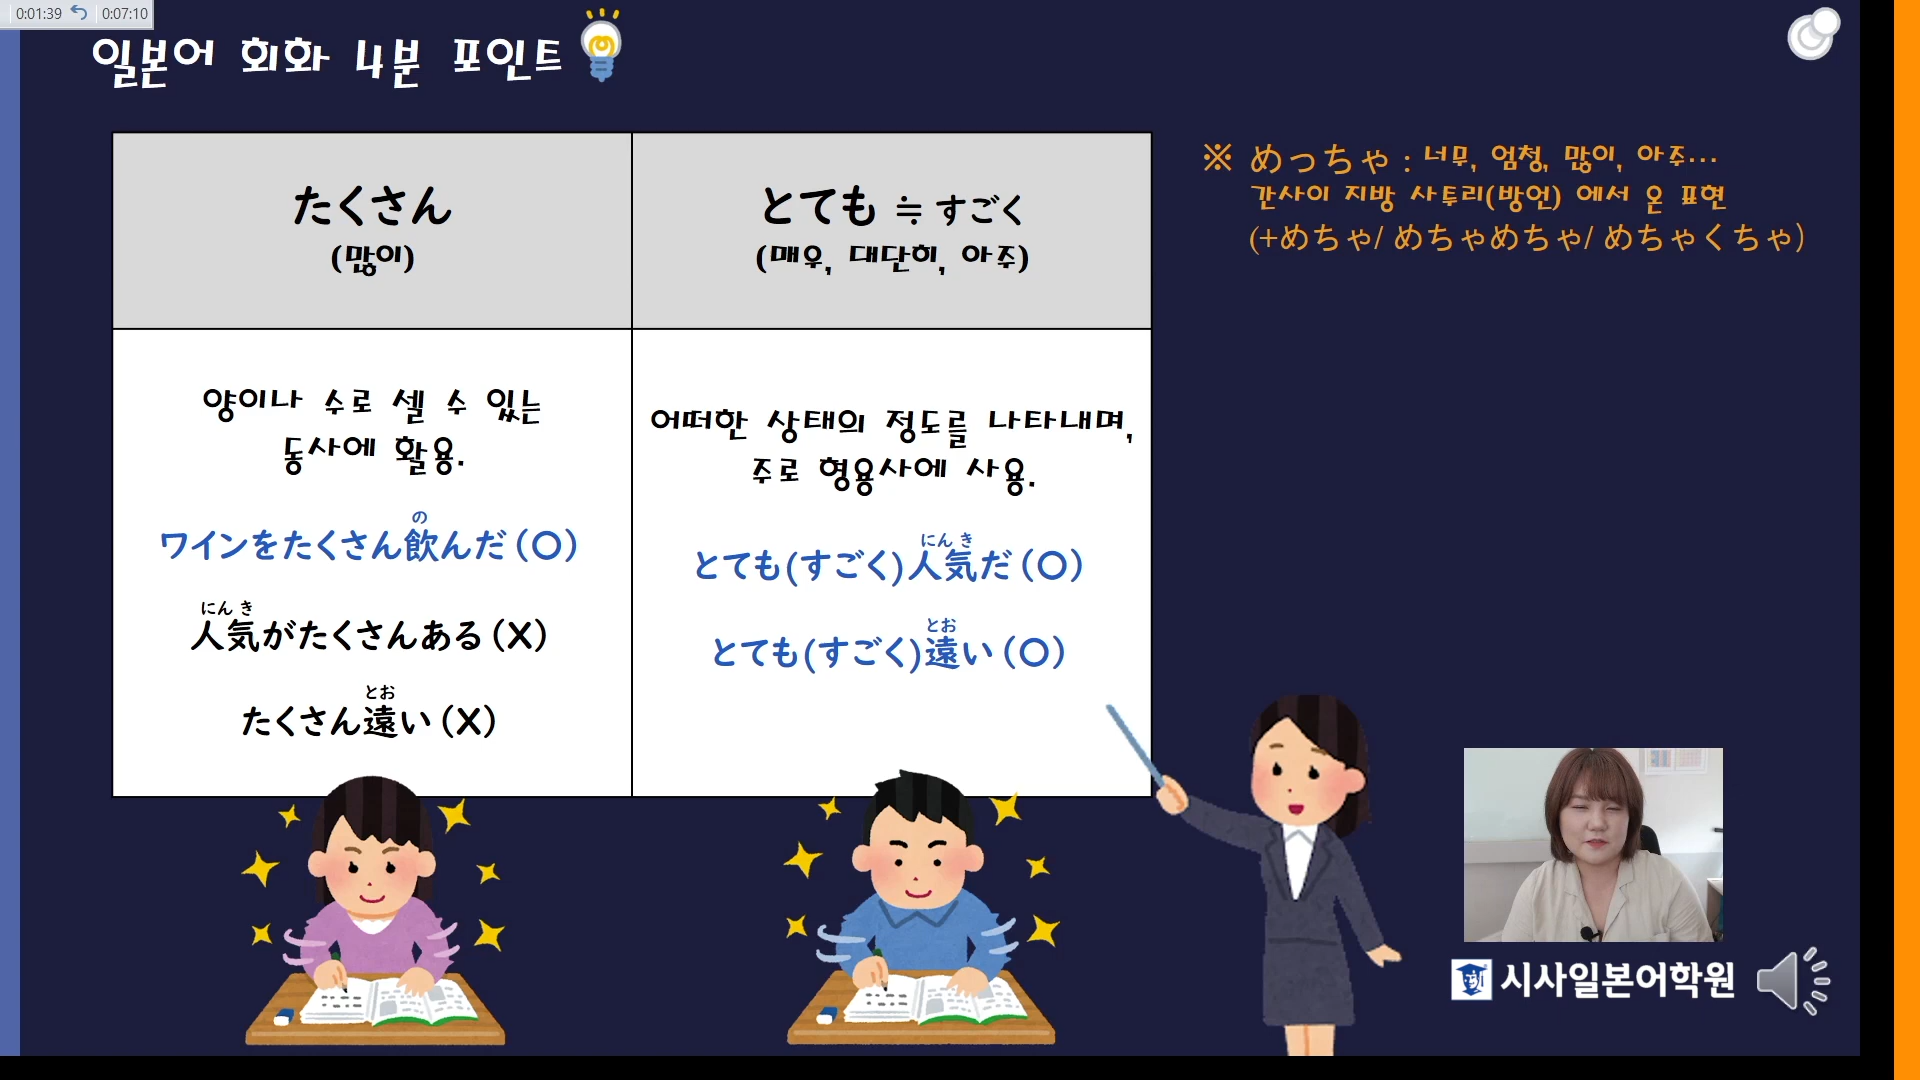 0:01:39 0:07:10
일본어 회화 4분 포인트
たくさん
(많이)
とても ≒ すごく
(매우, 대단히, 아주)
양이나 수로 셀 수 있는
동사에 활용.
の
ワインをたくさん飲んだ(〇)
にん き
人気がたくさんある(X)
とお
たくさん遠い(X)
어떠한 상태의 정도를 나타내며,
주로 형용사에 사용.
にん き
とても(すごく)人気だ(〇)
とお
とても(すごく)遠い(〇)
※ めっちゃ : 너무, 엄청, 많이, 아주…
간사이 지방 사투리(방언) 에서 온 표현
(+めちゃ/ めちゃめちゃ/ めちゃくちゃ)
시사일본어학원